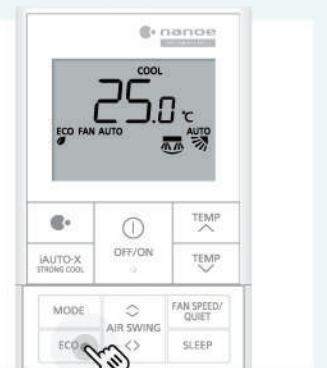 nanoe
COOL
25.0 ℃
ECO FAN AUTO AUTO
TEMP
iAUTO-X
STRONG COOL
OFF/ON
TEMP
MODE
AIR SWING
FAN SPEED/
QUIET
ECO
SLEEP